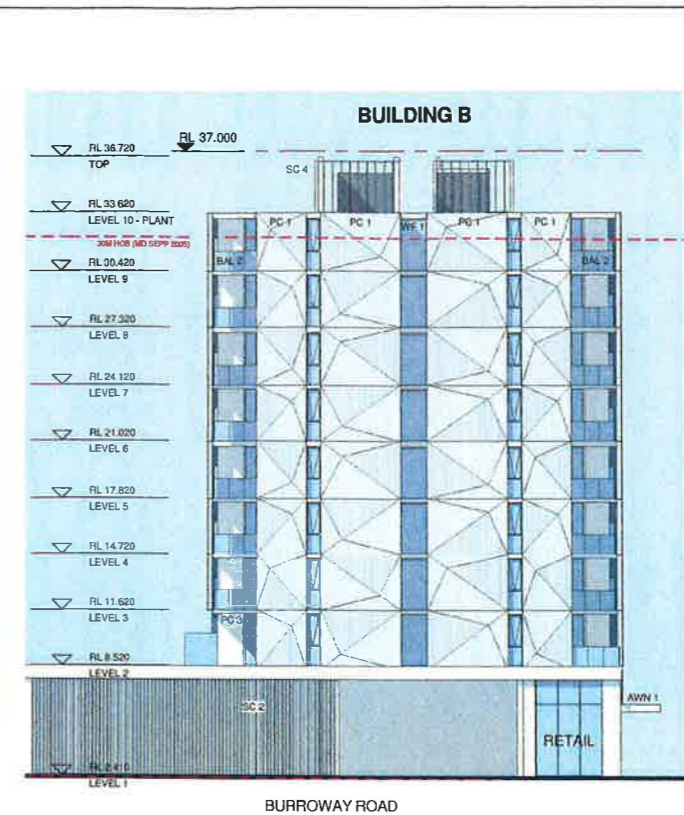 BUILDING B
RL 37.000
RL 36.720
TOP
SC 4
RL 33.620
LEVEL 10 - PLANT
PC 1
PC 1
WF 1
PC 1
PC 1
30M HOB (MD SEPP 2005)
BAL 2
BAL 2
RL 30.420
LEVEL 9
RL 27.320
LEVEL 8
RL 24.120
LEVEL 7
RL 21.020
LEVEL 6
RL 17.820
LEVEL 5
RL 14.720
LEVEL 4
RL 11.620
LEVEL 3
PC 3
RL 8.520
LEVEL 2
SC 2
AWN 1
RETAIL
LEVEL 1
BURROWAY ROAD